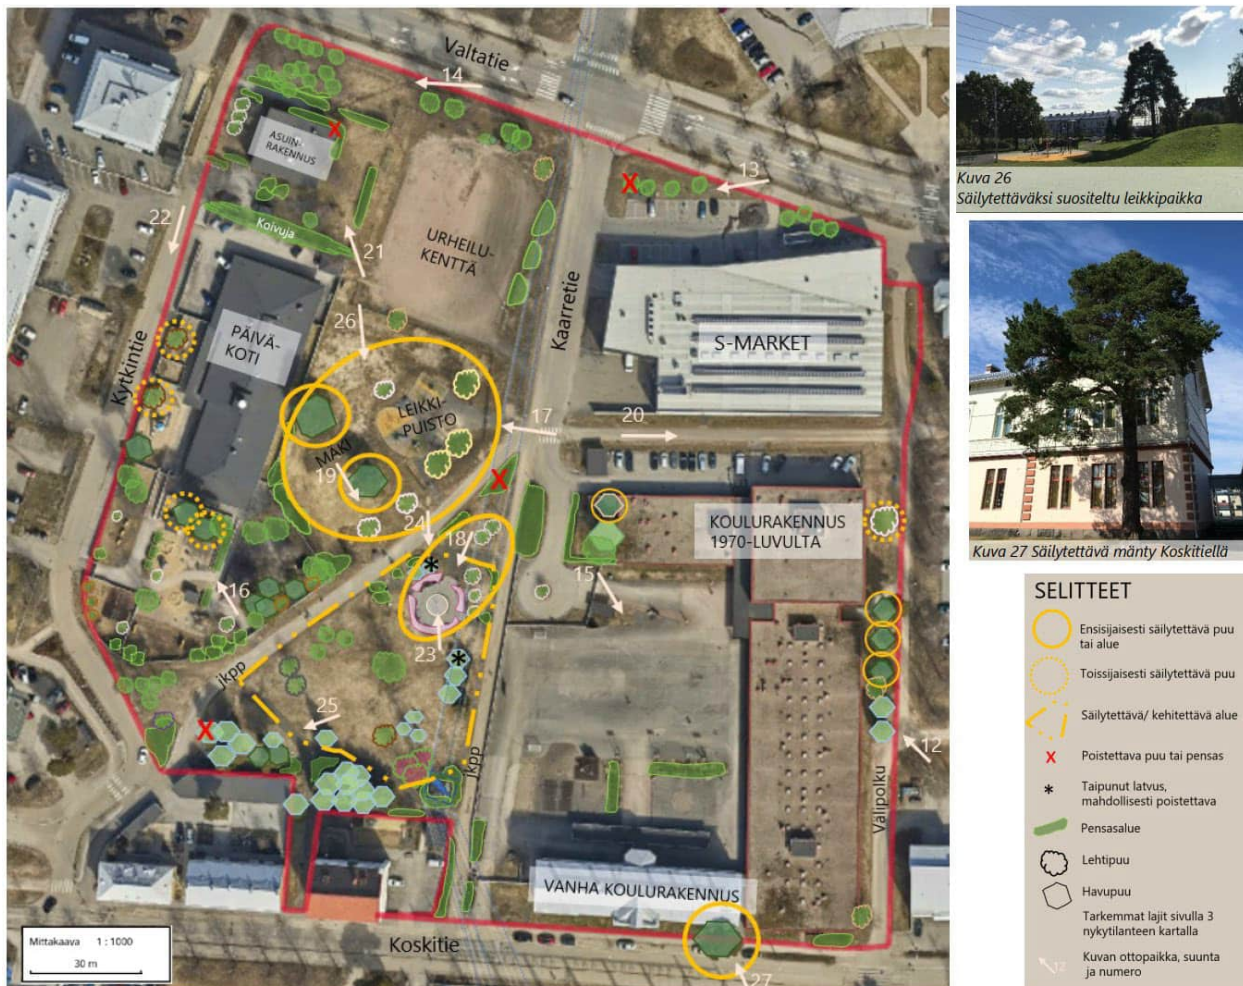 Valtatie
14
ASUIN-
RAKENNUS
X
13
X
22
Koivuja
21
URHEILU-
KENTTÄ
Kaarretie
26
S-MARKET
PÄIVÄ-
KOTI
Kytkintie
LEIKKI-
PUISTO
17
20
MÄKI
19
X
24
18
KOULURAKENNUS
1970-LUVULTA
*
15
16
23
*
jkpp
25
X
12
jkpp
Välipolku
VANHA KOULURAKENNUS
Koskitie
27
Mittakaava 1 : 1000
30 m
Kuva 26
Säilytettäväksi suositeltu leikkipaikka
Kuva 27 Säilytettävä mänty Koskitiellä
SELITTEET
Ensisijaisesti säilytettävä puu
tai alue
Toissijaisesti säilytettävä puu
Säilytettävä/ kehitettävä alue
X Poistettava puu tai pensas
* Taipunut latvus,
mahdollisesti poistettava
Pensasalue
Lehtipuu
Havupuu
Tarkemmat lajit sivulla 3
nykytilanteen kartalla
12 Kuvan ottopaikka, suunta
ja numero